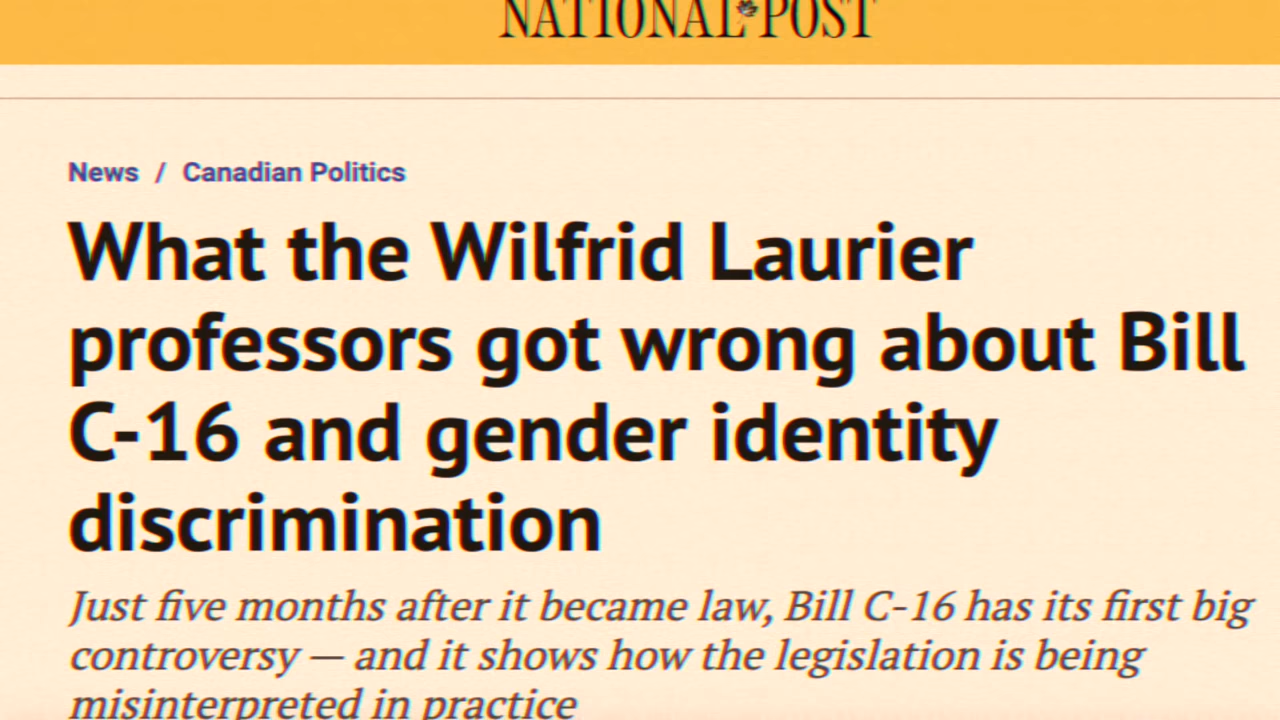 NATIONAL POST
News / Canadian Politics
What the Wilfrid Laurier
professors got wrong about Bill
C-16 and gender identity
discrimination
Just five months after it became law, Bill C-16 has its first big
controversy — and it shows how the legislation is being
misinterpreted in practice